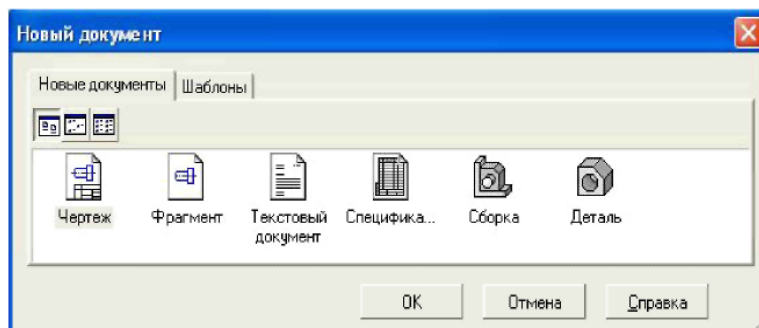 Новый документ
Новые документы Шаблоны
Чертеж Фрагмент Текстовый документ Специфика... Сборка Деталь
OK Отмена Справка